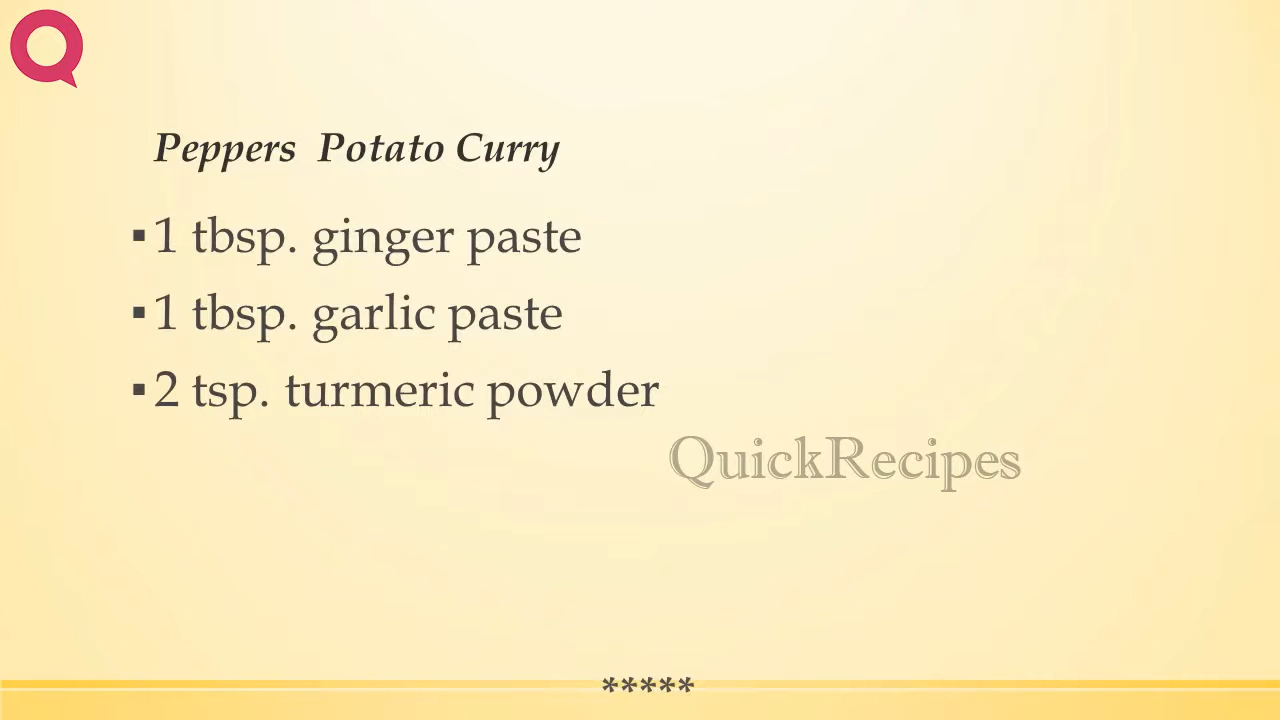 Peppers Potato Curry
▪1 tbsp. ginger paste
▪1 tbsp. garlic paste
▪2 tsp. turmeric powder
QuickRecipes
*****